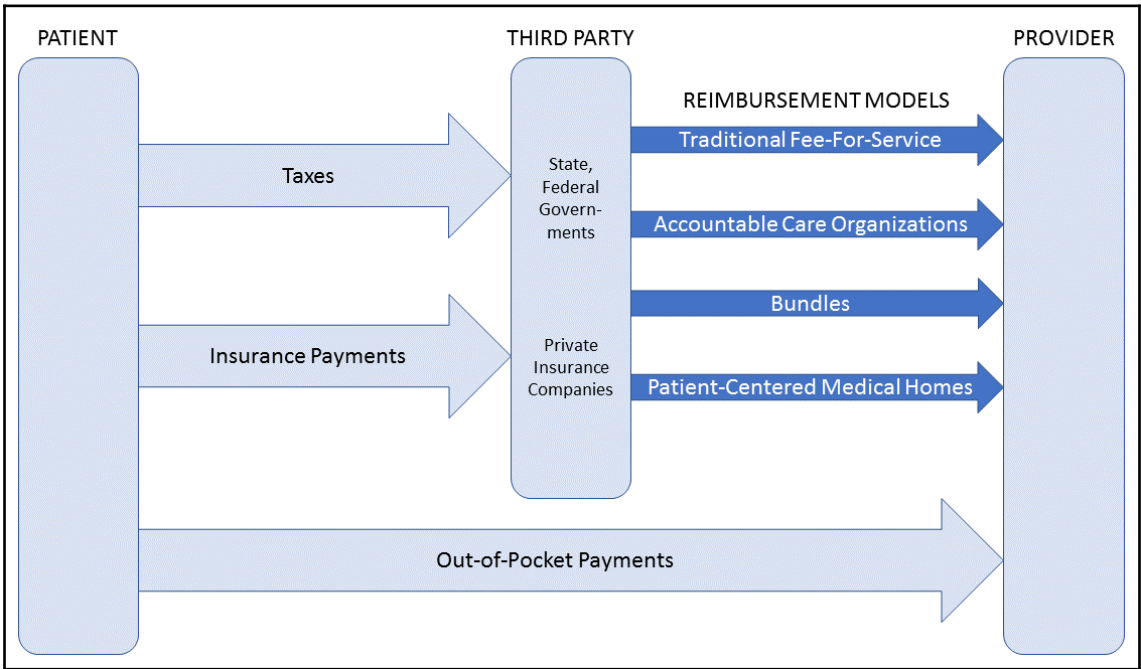 PATIENT
THIRD PARTY
PROVIDER
REIMBURSEMENT MODELS
Traditional Fee-For-Service
Taxes
State,
Federal
Govern-
ments
Accountable Care Organizations
Bundles
Insurance Payments
Private
Insurance
Companies
Patient-Centered Medical Homes
Out-of-Pocket Payments